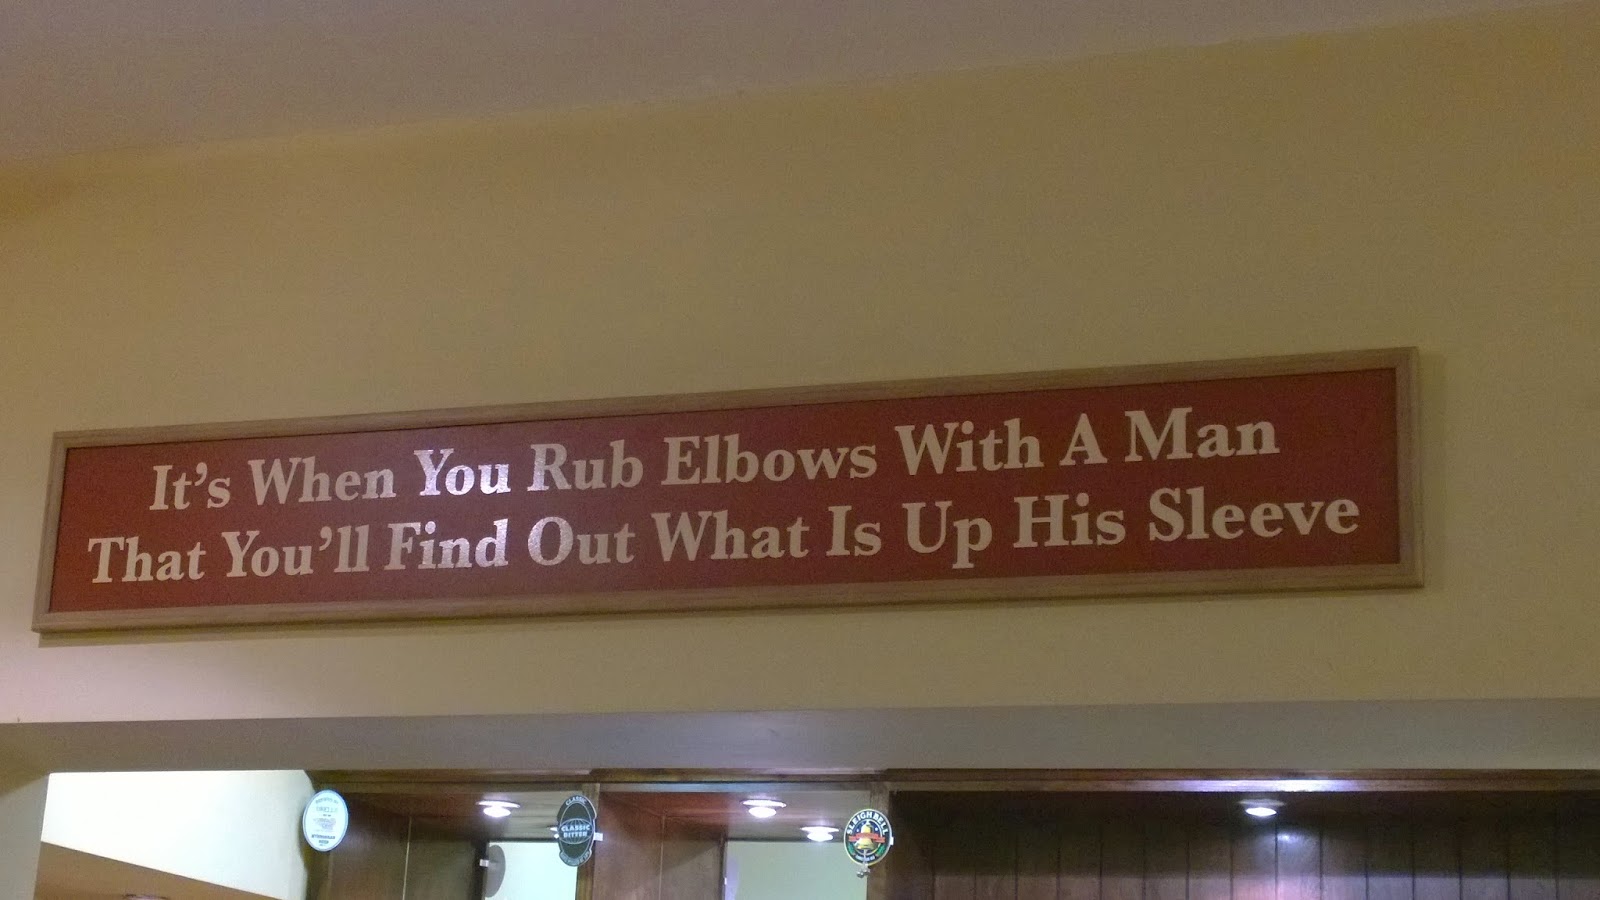 It's When You Rub Elbows With A Man
That You'll Find Out What Is Up His Sleeve
CLASSIC
CLASSIC
BITTER
SLEIGHBELL